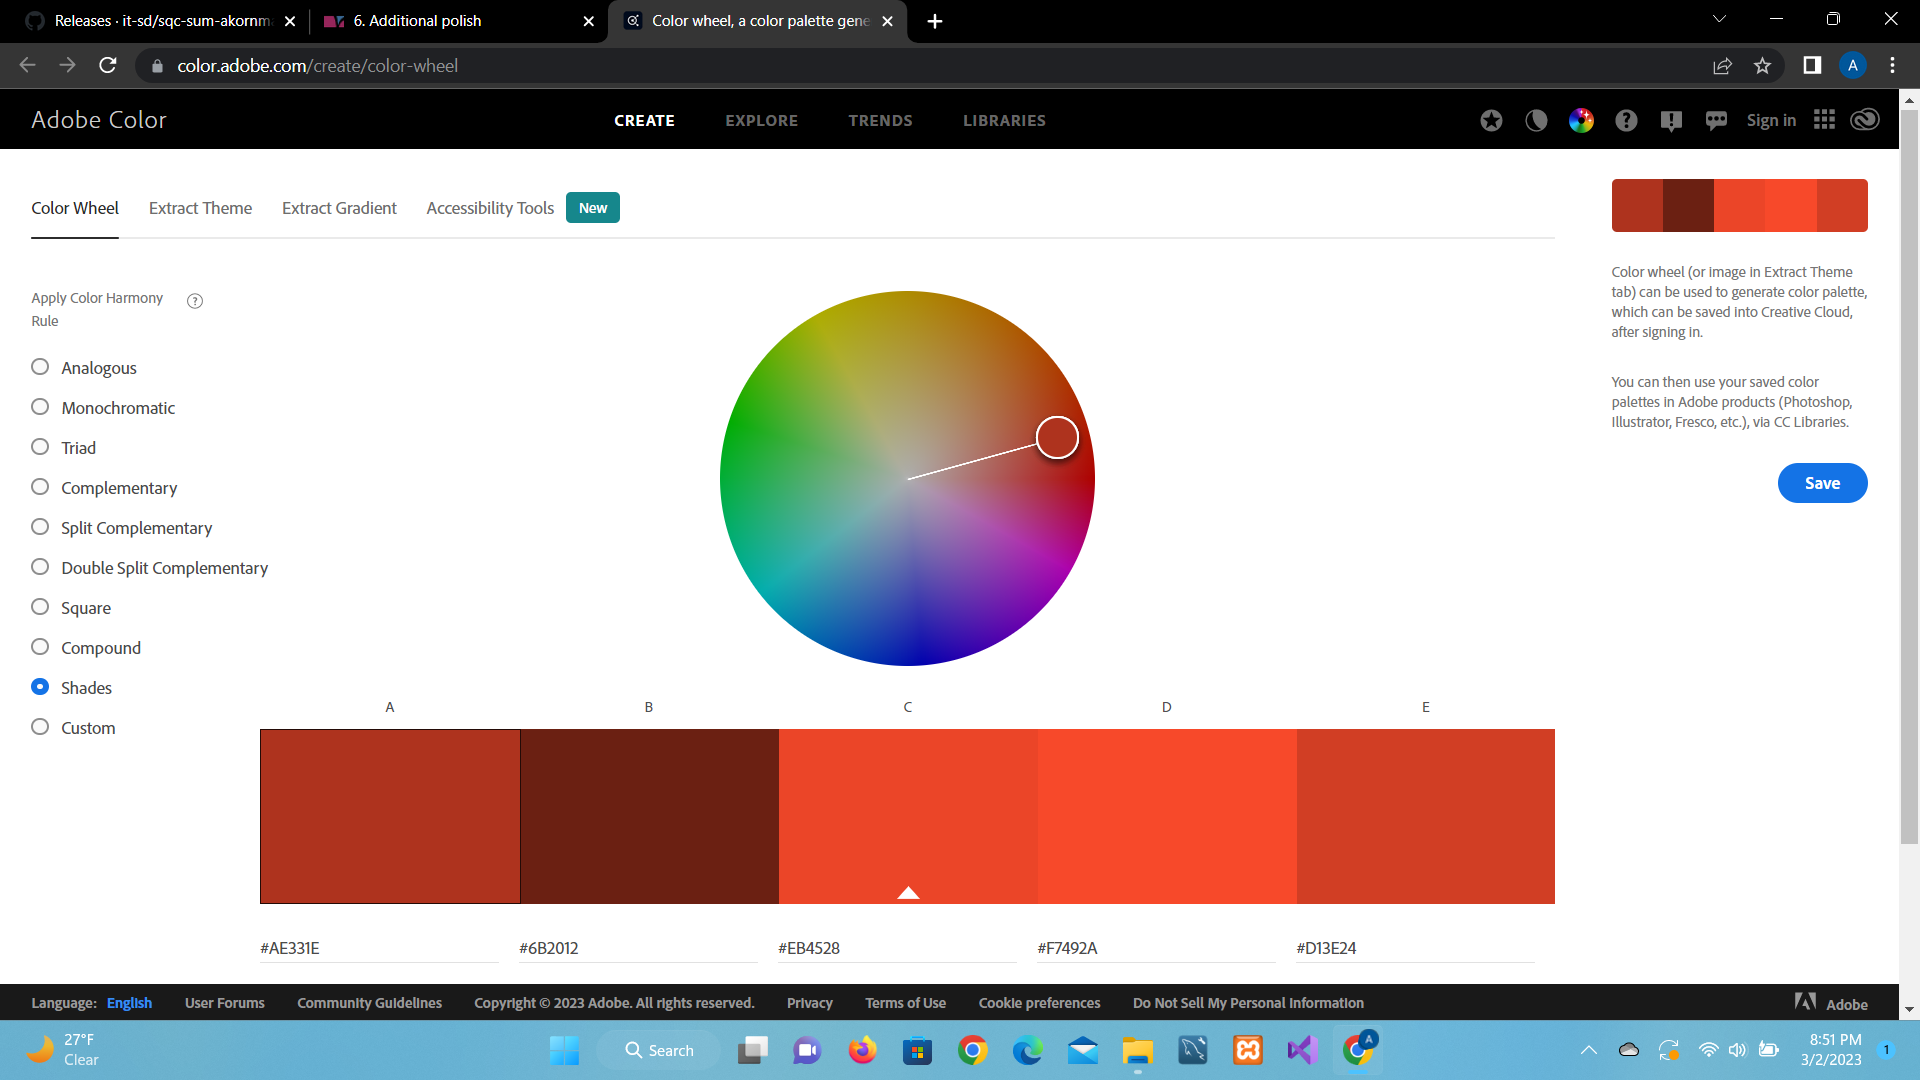 Releases · it-sd/sqc-sum-akornma
6. Additional polish
Color wheel, a color palette gene
color.adobe.com/create/color-wheel
A
Adobe Color
CREATE
EXPLORE
TRENDS
LIBRARIES
Sign in
Color Wheel
Extract Theme
Extract Gradient
Accessibility Tools
New
Apply Color Harmony
Rule
Analogous
Monochromatic
Triad
Complementary
Split Complementary
Double Split Complementary
Square
Compound
Shades
Custom
Color wheel (or image in Extract Theme
tab) can be used to generate color palette,
which can be saved into Creative Cloud,
after signing in.
You can then use your saved color
palettes in Adobe products (Photoshop,
Illustrator, Fresco, etc.), via CC Libraries.
Save
A
B
C
D
E
#AE331E
#6B2012
#EB4528
#F7492A
#D13E24
Language: English
User Forums
Community Guidelines
Copyright © 2023 Adobe. All rights reserved.
Privacy
Terms of Use
Cookie preferences
Do Not Sell My Personal Information
Adobe
27°F
Clear
Search
A
8:51 PM
3/2/2023
1